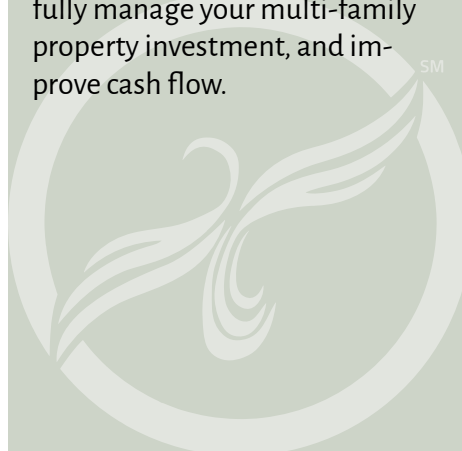 fully manage your multi-family
property investment, and im-
prove cash flow.
SM